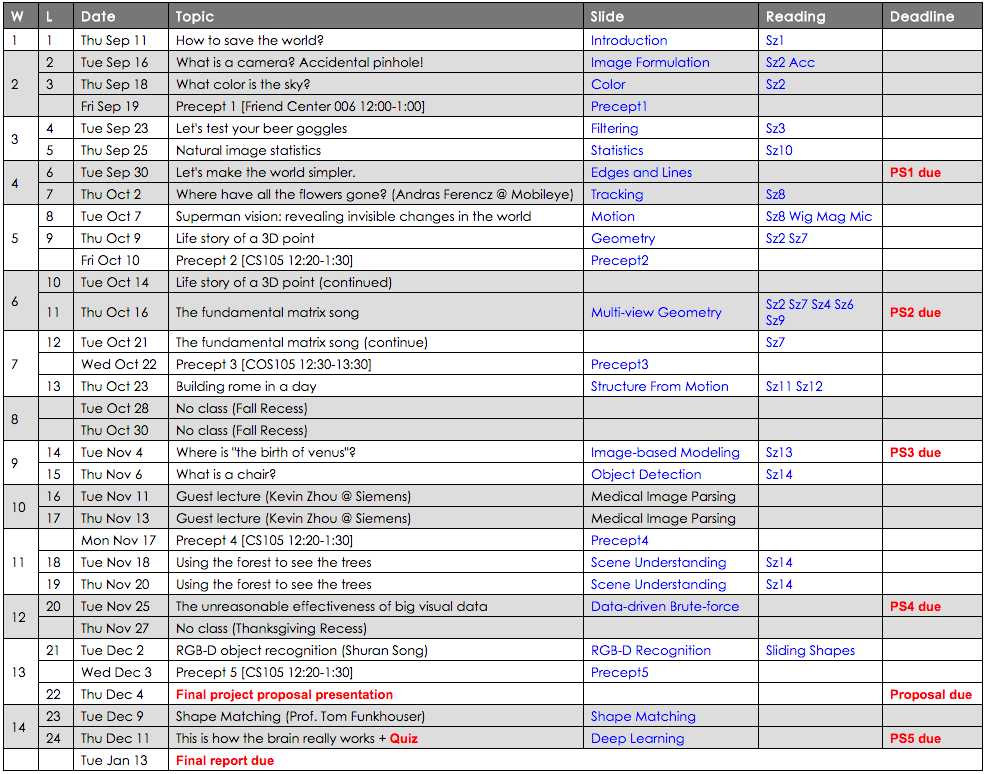 W L Date Topic Slide Reading Deadline
1 1 Thu Sep 11 How to save the world? Introduction Sz1
2 2 Tue Sep 16 What is a camera? Accidental pinhole! Image Formulation Sz2 Acc
3 Thu Sep 18 What color is the sky? Color Sz2
Fri Sep 19 Precept 1 [Friend Center 006 12:00-1:00] Precept1
3 4 Tue Sep 23 Let's test your beer goggles Filtering Sz3
5 Thu Sep 25 Natural image statistics Statistics Sz10
4 6 Tue Sep 30 Let's make the world simpler. Edges and Lines PS1 due
7 Thu Oct 2 Where have all the flowers gone? (Andras Ferencz @ Mobileye) Tracking Sz8
5 8 Tue Oct 7 Superman vision: revealing invisible changes in the world Motion Sz8 Wig Mag Mic
9 Thu Oct 9 Life story of a 3D point Geometry Sz2 Sz7
Fri Oct 10 Precept 2 [CS105 12:20-1:30] Precept2
6 10 Tue Oct 14 Life story of a 3D point (continued)
11 Thu Oct 16 The fundamental matrix song Multi-view Geometry Sz2 Sz7 Sz4 Sz6
Sz9 PS2 due
7 12 Tue Oct 21 The fundamental matrix song (continue) Sz7
Wed Oct 22 Precept 3 [COS105 12:30-13:30] Precept3
13 Thu Oct 23 Building rome in a day Structure From Motion Sz11 Sz12
8 Tue Oct 28 No class (Fall Recess)
Thu Oct 30 No class (Fall Recess)
9 14 Tue Nov 4 Where is "the birth of venus"? Image-based Modeling Sz13 PS3 due
15 Thu Nov 6 What is a chair? Object Detection Sz14
10 16 Tue Nov 11 Guest lecture (Kevin Zhou @ Siemens) Medical Image Parsing
17 Thu Nov 13 Guest lecture (Kevin Zhou @ Siemens) Medical Image Parsing
11 Mon Nov 17 Precept 4 [CS105 12:20-1:30] Precept4
18 Tue Nov 18 Using the forest to see the trees Scene Understanding Sz14
19 Thu Nov 20 Using the forest to see the trees Scene Understanding Sz14
12 20 Tue Nov 25 The unreasonable effectiveness of big visual data Data-driven Brute-force PS4 due
Thu Nov 27 No class (Thanksgiving Recess)
13 21 Tue Dec 2 RGB-D object recognition (Shuran Song) RGB-D Recognition Sliding Shapes
Wed Dec 3 Precept 5 [CS105 12:20-1:30] Precept5
22 Thu Dec 4 Final project proposal presentation Proposal due
14 23 Tue Dec 9 Shape Matching (Prof. Tom Funkhouser) Shape Matching
24 Thu Dec 11 This is how the brain really works + Quiz Deep Learning PS5 due
Tue Jan 13 Final report due